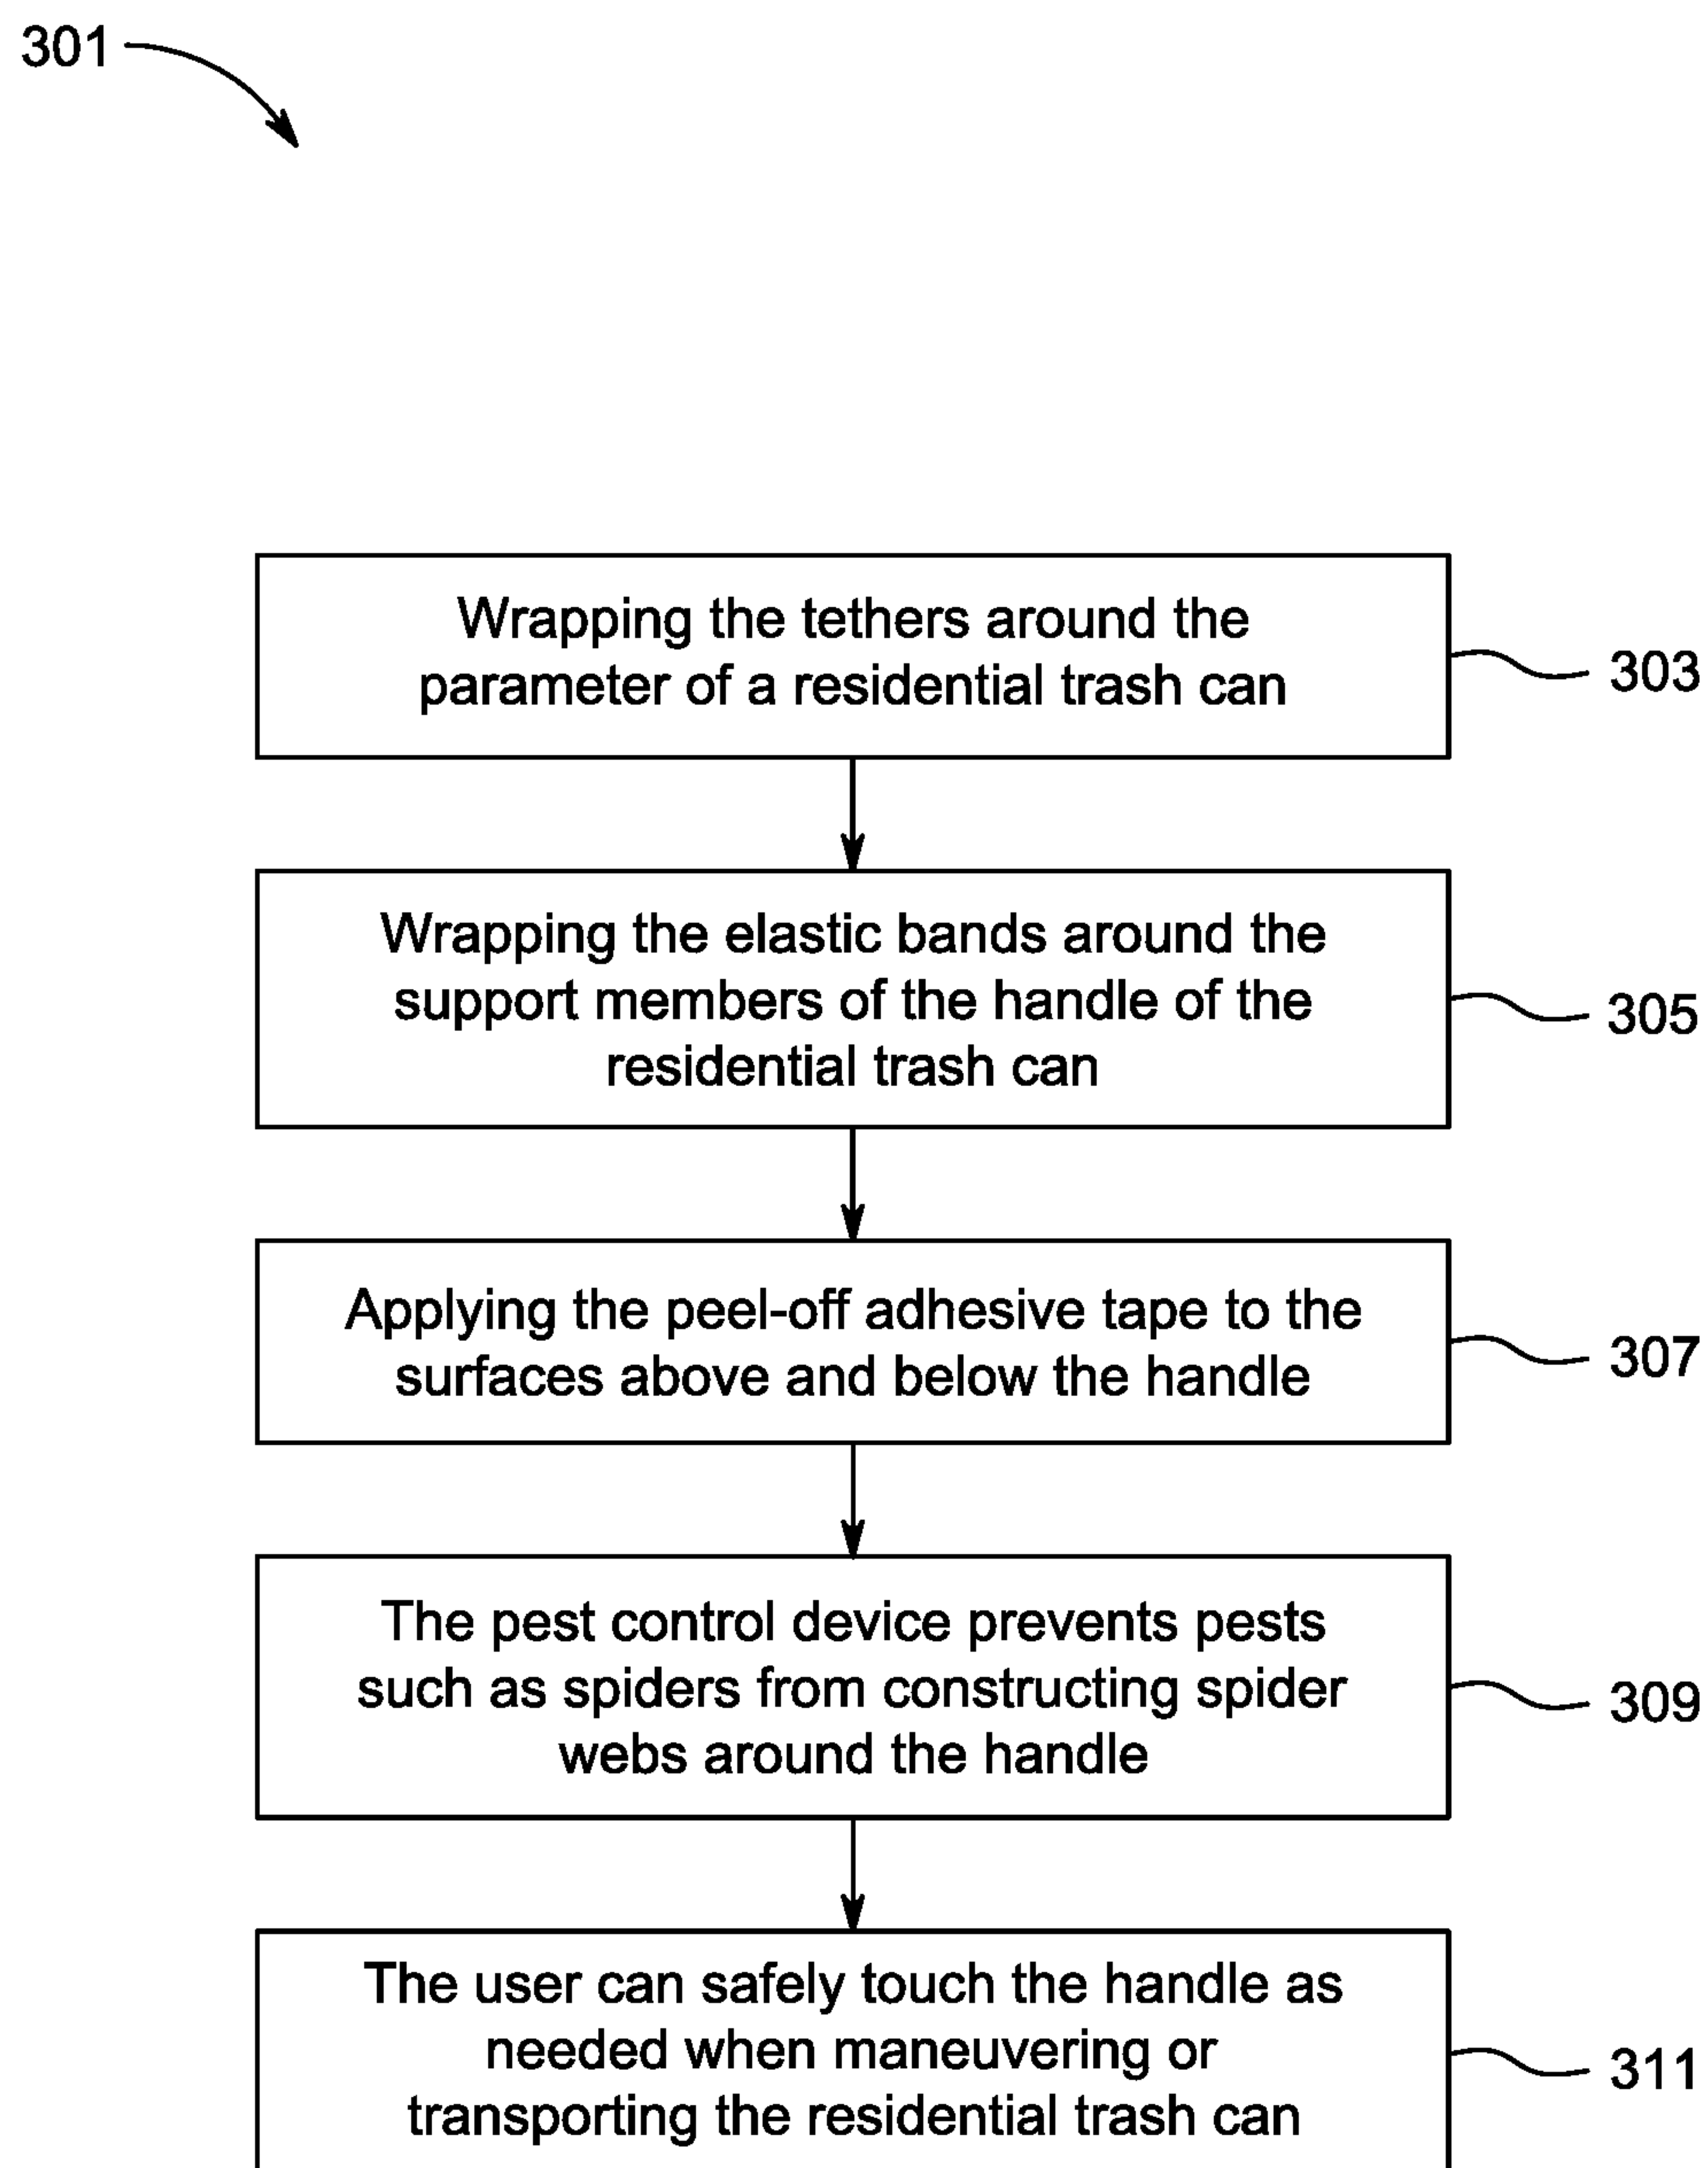 301
Wrapping the tethers around the
parameter of a residential trash can
303
Wrapping the elastic bands around the
support members of the handle of the
residential trash can
305
Applying the peel-off adhesive tape to the
surfaces above and below the handle
307
The pest control device prevents pests
such as spiders from constructing spider
webs around the handle
309
The user can safely touch the handle as
needed when maneuvering or
transporting the residential trash can
311